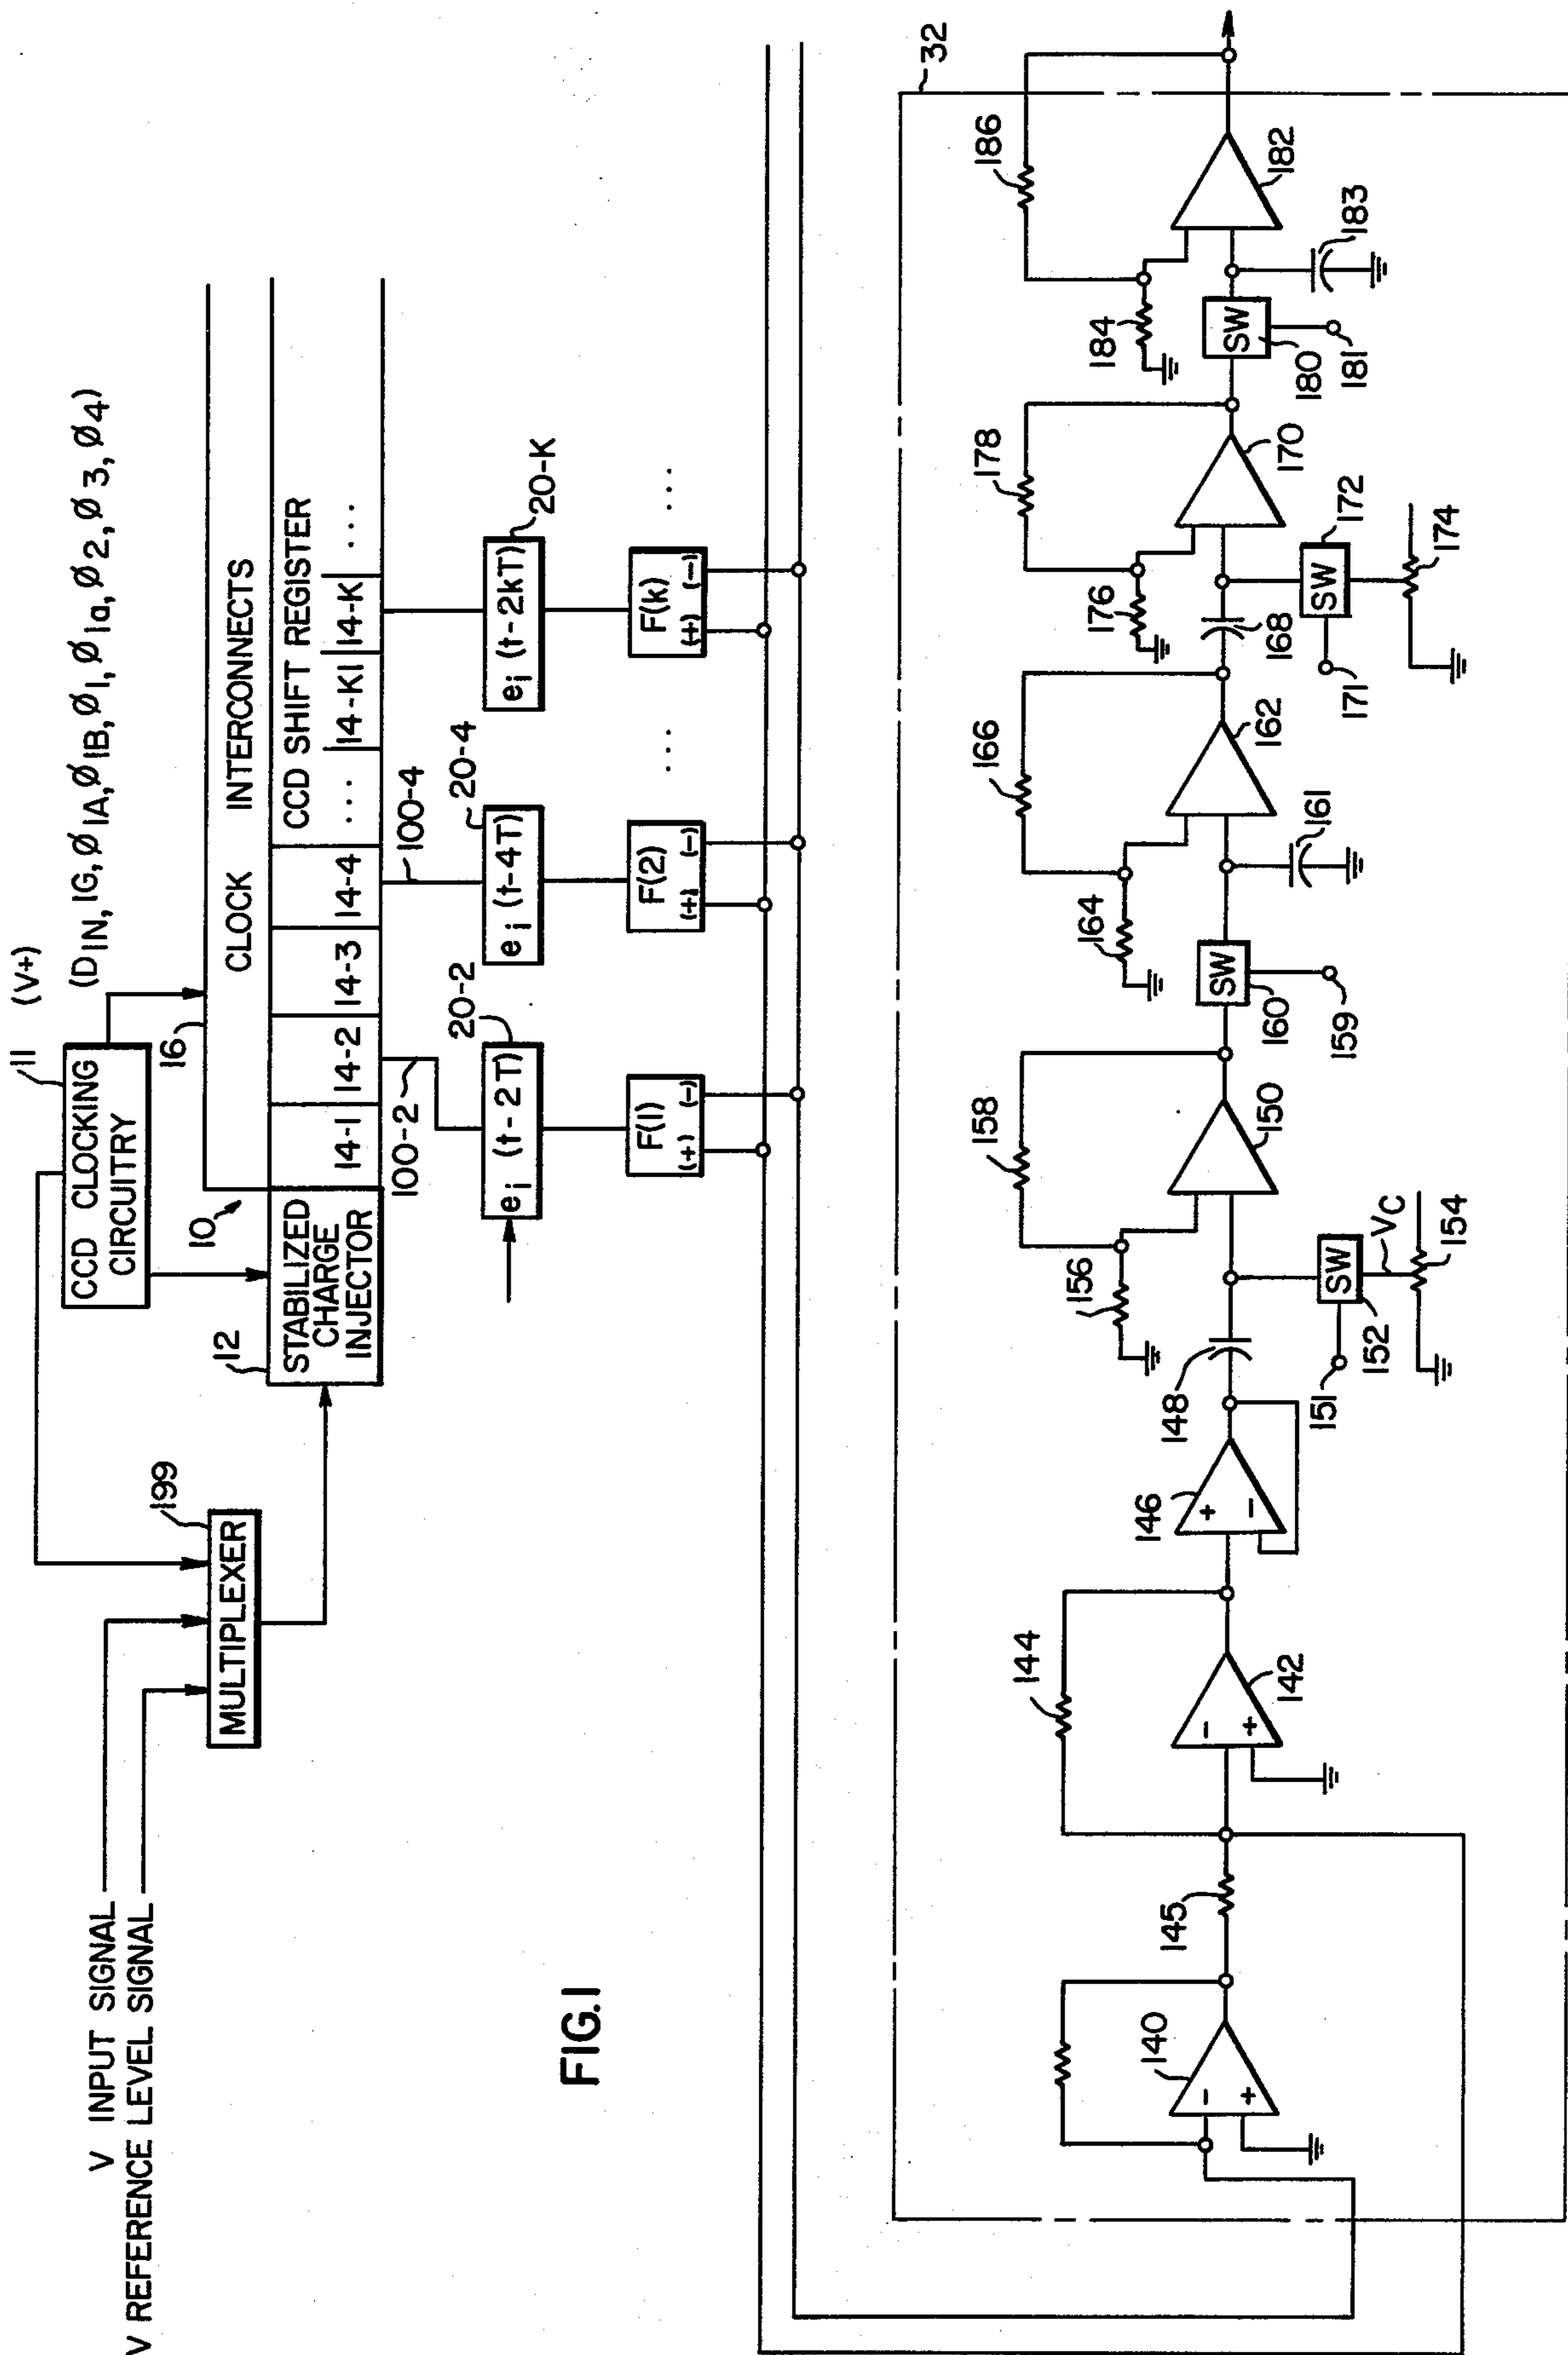 V INPUT SIGNAL
V REFERENCE LEVEL SIGNAL
199
MULTIPLEXER
11
(V+)
CCD CLOCKING
CIRCUITRY
(D IN, IG, Ø1A, Ø1B, Ø1, Ø1a, Ø2, Ø3, Ø4)
10
16
12
STABILIZED
CHARGE
INJECTOR
CLOCK INTERCONNECTS
CCD SHIFT REGISTER
14-1 14-2 14-3 14-4 ... 14-K1 14-K ...
100-2
100-4
20-2
20-4
20-K
ei (t-2T)
ei (t-4T)
ei (t-2kT)
F(1)
(+) (-)
F(2)
(+) (-)
...
F(k)
(+) (-)
...
FIG.1
32
140
- +
145
144
142
- +
146
+ -
148
151
SW
152
VC
154
156
158
150
SW
160
159
161
164
166
162
168
171
SW
172
174
176
178
170
SW
180
181
183
184
186
182